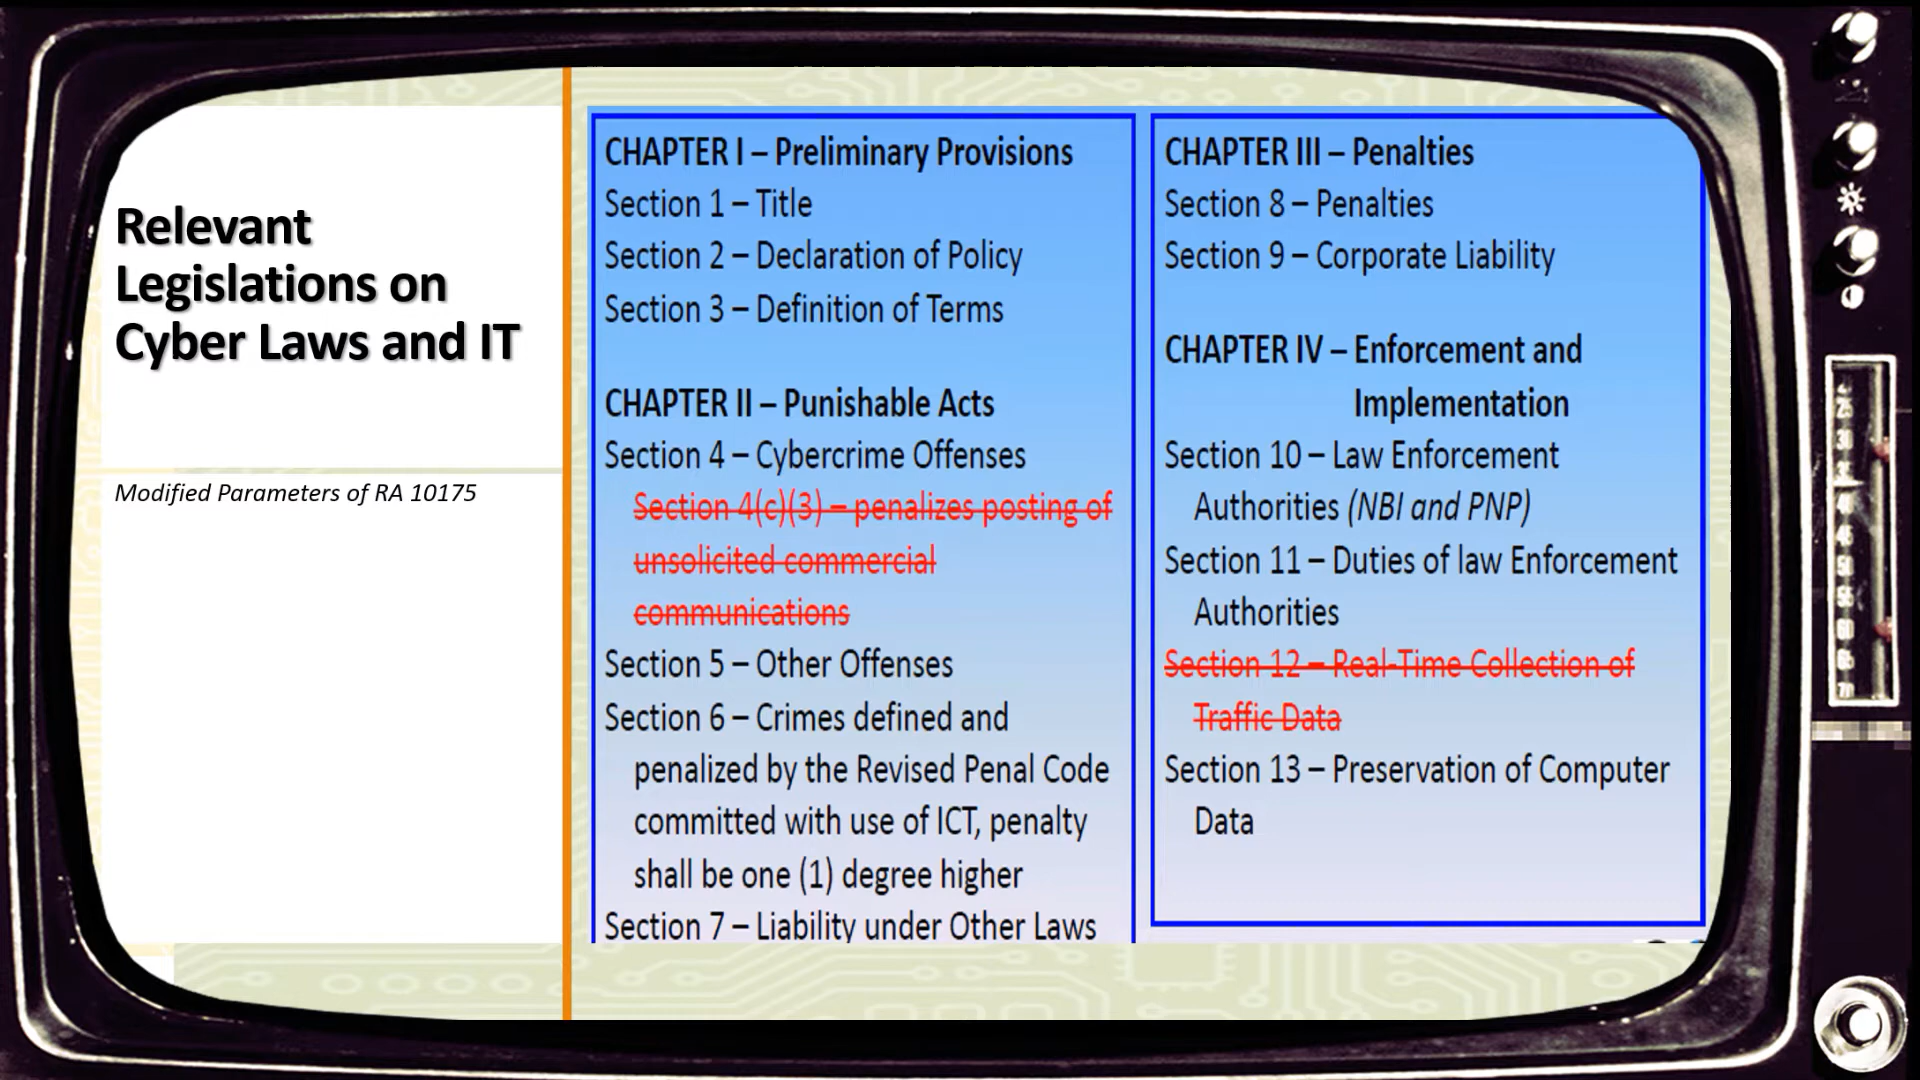 Relevant
Legislations on
Cyber Laws and IT
Modified Parameters of RA 10175
CHAPTER I – Preliminary Provisions
Section 1 – Title
Section 2 – Declaration of Policy
Section 3 – Definition of Terms
CHAPTER II – Punishable Acts
Section 4 – Cybercrime Offenses
Section 4(c)(3) – penalizes posting of
unsolicited commercial
communications
Section 5 – Other Offenses
Section 6 – Crimes defined and
penalized by the Revised Penal Code
committed with use of ICT, penalty
shall be one (1) degree higher
Section 7 – Liability under Other Laws
CHAPTER III – Penalties
Section 8 – Penalties
Section 9 – Corporate Liability
CHAPTER IV – Enforcement and
Implementation
Section 10 – Law Enforcement
Authorities (NBI and PNP)
Section 11 – Duties of law Enforcement
Authorities
Section 12 – Real-Time Collection of
Traffic Data
Section 13 – Preservation of Computer
Data